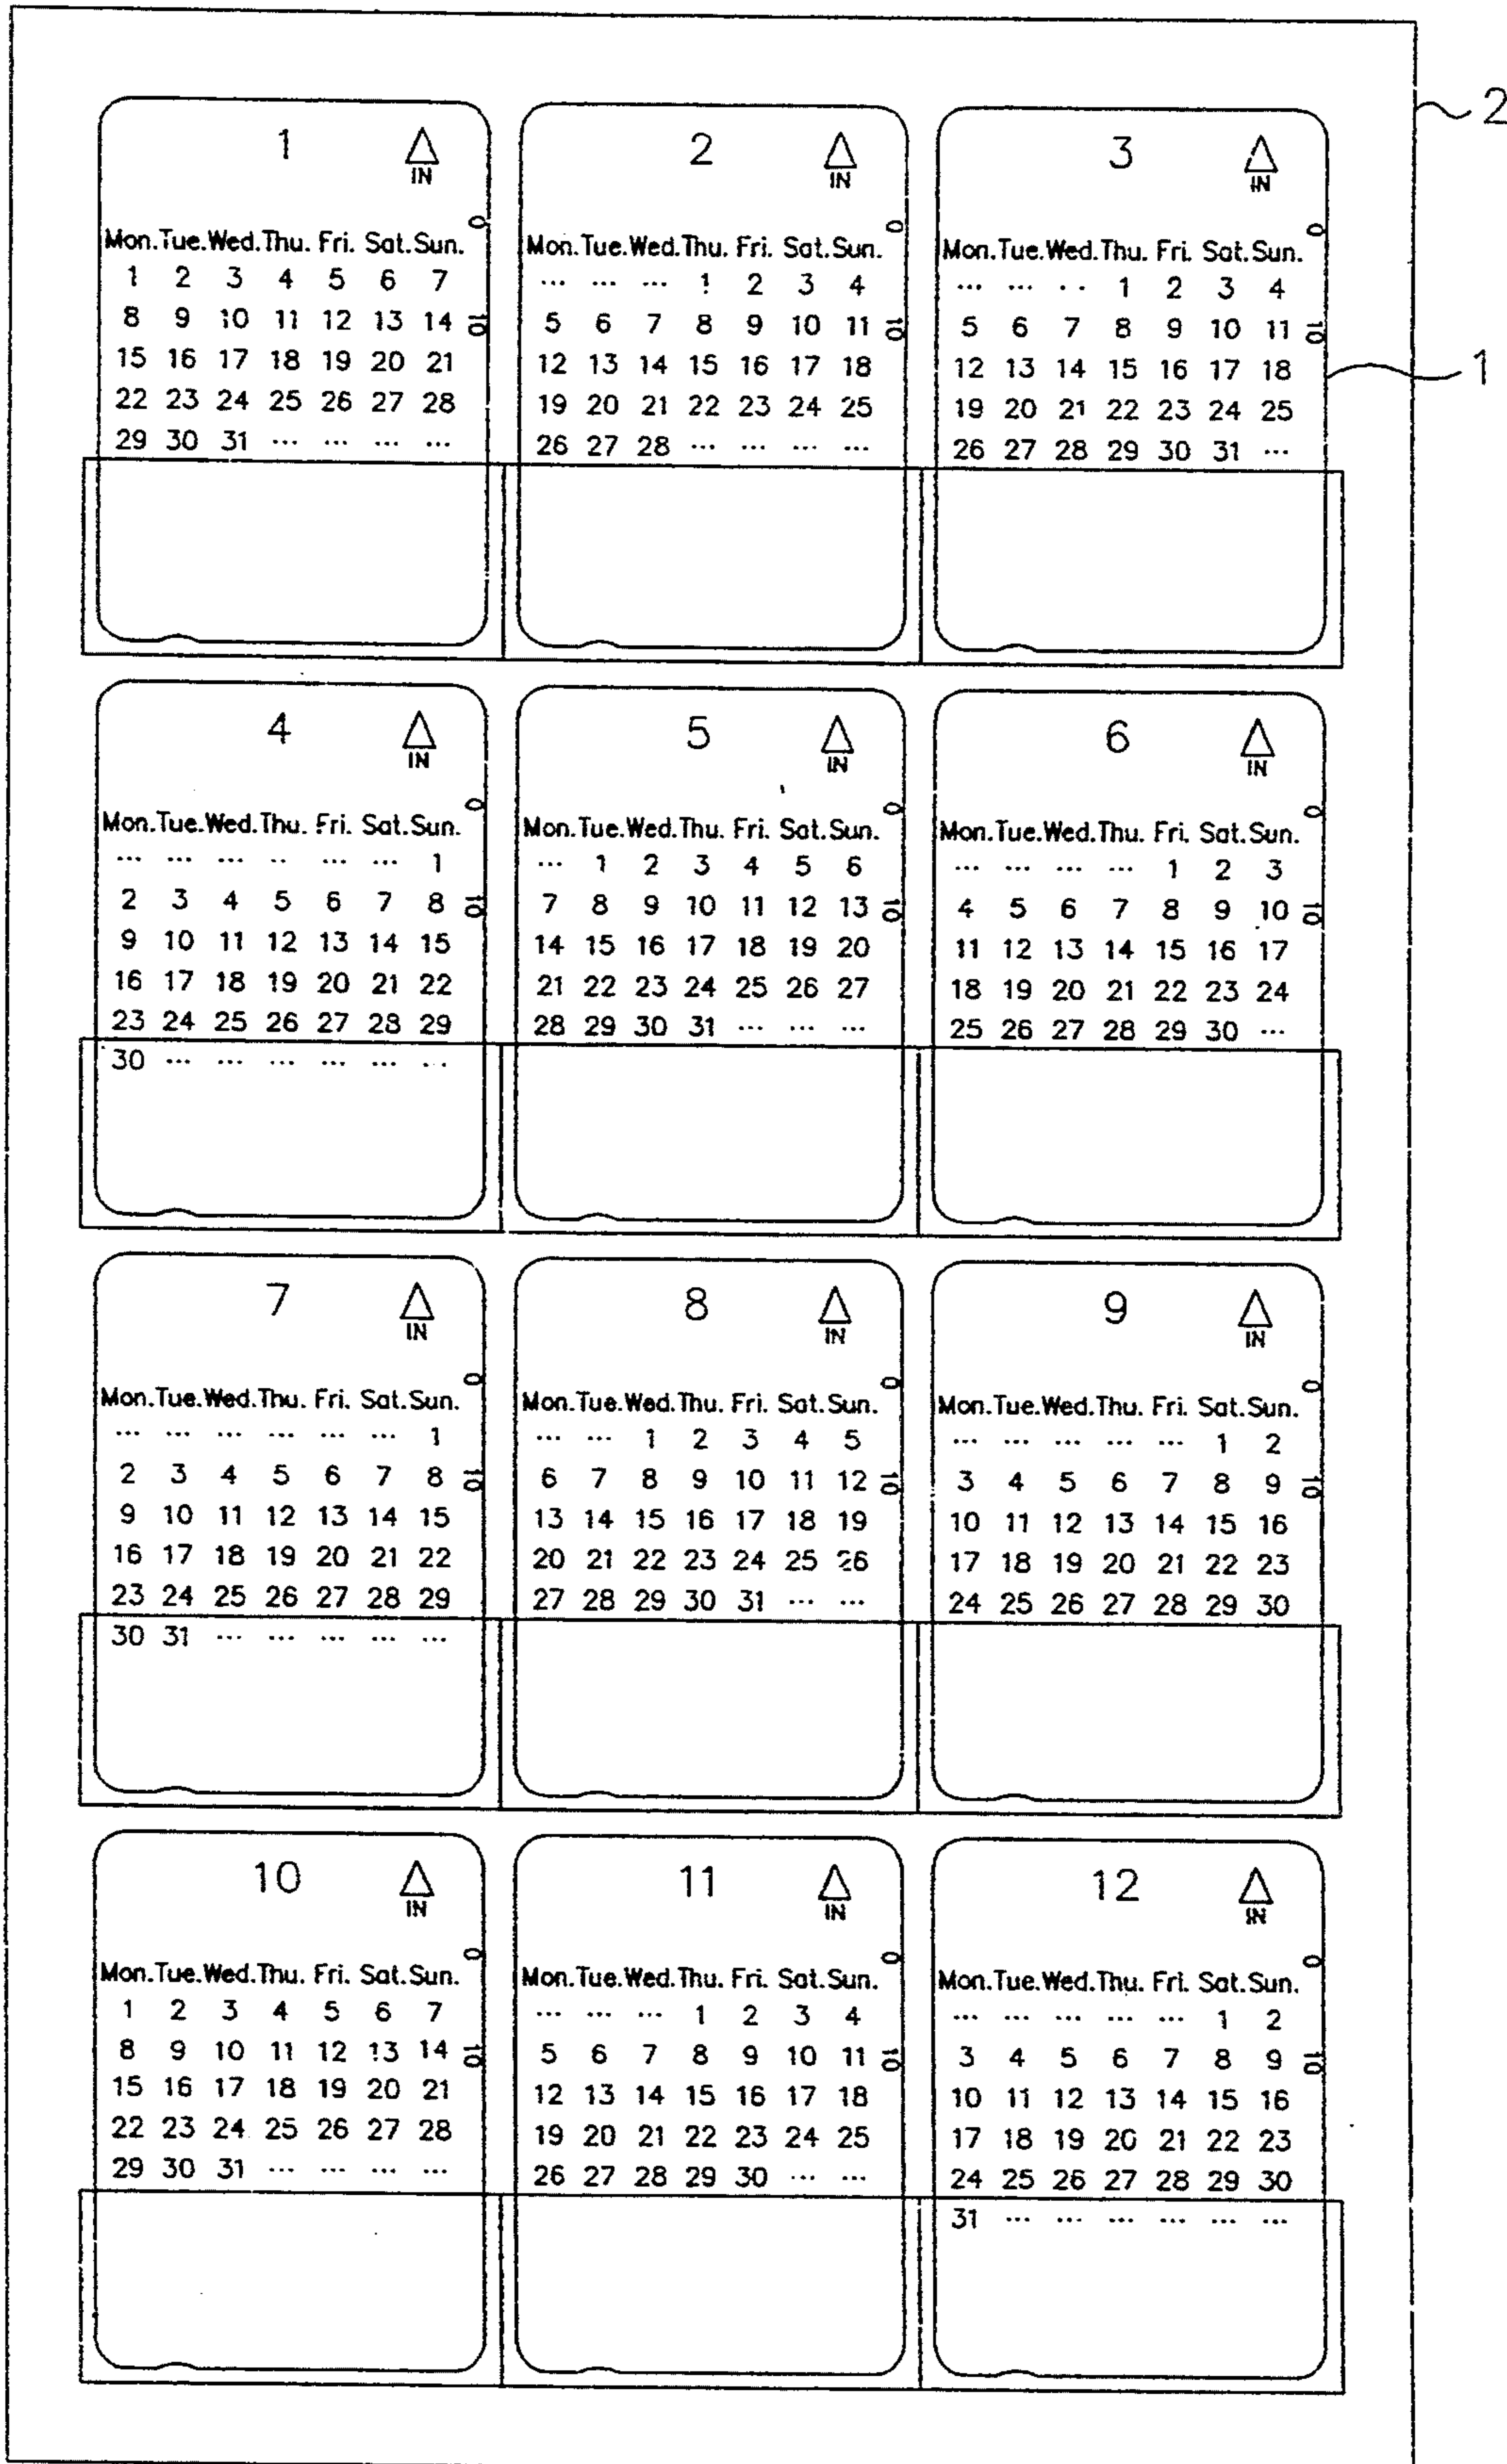 2
1 IN
0
Mon. Tue. Wed. Thu. Fri. Sat. Sun.
1 2 3 4 5 6 7
8 9 10 11 12 13 14 10
15 16 17 18 19 20 21
22 23 24 25 26 27 28
29 30 31 ... ... ... ...
2 IN
0
Mon. Tue. Wed. Thu. Fri. Sat. Sun.
... ... ... 1 2 3 4
5 6 7 8 9 10 11 10
12 13 14 15 16 17 18
19 20 21 22 23 24 25
26 27 28 ... ... ... ...
3 IN
0
Mon. Tue. Wed. Thu. Fri. Sat. Sun.
... ... .. 1 2 3 4
5 6 7 8 9 10 11 10
12 13 14 15 16 17 18
19 20 21 22 23 24 25
26 27 28 29 30 31 ...
1
4 IN
0
Mon. Tue. Wed. Thu. Fri. Sat. Sun.
... ... ... .. ... ... 1
2 3 4 5 6 7 8 10
9 10 11 12 13 14 15
16 17 18 19 20 21 22
23 24 25 26 27 28 29
30 ... ... ... ... ... ...
5 IN
0
Mon. Tue. Wed. Thu. Fri. Sat. Sun.
... 1 2 3 4 5 6
7 8 9 10 11 12 13 10
14 15 16 17 18 19 20
21 22 23 24 25 26 27
28 29 30 31 ... ... ...
6 IN
0
Mon. Tue. Wed. Thu. Fri. Sat. Sun.
... ... ... ... 1 2 3
4 5 6 7 8 9 10 10
11 12 13 14 15 16 17
18 19 20 21 22 23 24
25 26 27 28 29 30 ...
7 IN
0
Mon. Tue. Wed. Thu. Fri. Sat. Sun.
... ... ... ... ... ... 1
2 3 4 5 6 7 8 10
9 10 11 12 13 14 15
16 17 18 19 20 21 22
23 24 25 26 27 28 29
30 31 ... ... ... ... ...
8 IN
0
Mon. Tue. Wed. Thu. Fri. Sat. Sun.
... ... 1 2 3 4 5
6 7 8 9 10 11 12 10
13 14 15 16 17 18 19
20 21 22 23 24 25 26
27 28 29 30 31 ... ...
9 IN
0
Mon. Tue. Wed. Thu. Fri. Sat. Sun.
... ... ... ... ... 1 2
3 4 5 6 7 8 9 10
10 11 12 13 14 15 16
17 18 19 20 21 22 23
24 25 26 27 28 29 30
10 IN
0
Mon. Tue. Wed. Thu. Fri. Sat. Sun.
1 2 3 4 5 6 7
8 9 10 11 12 13 14 10
15 16 17 18 19 20 21
22 23 24 25 26 27 28
29 30 31 ... ... ... ...
11 IN
0
Mon. Tue. Wed. Thu. Fri. Sat. Sun.
... ... ... 1 2 3 4
5 6 7 8 9 10 11 10
12 13 14 15 16 17 18
19 20 21 22 23 24 25
26 27 28 29 30 ... ...
12 IN
0
Mon. Tue. Wed. Thu. Fri. Sat. Sun.
... ... ... ... ... 1 2
3 4 5 6 7 8 9 10
10 11 12 13 14 15 16
17 18 19 20 21 22 23
24 25 26 27 28 29 30
31 ... ... ... ... ... ...